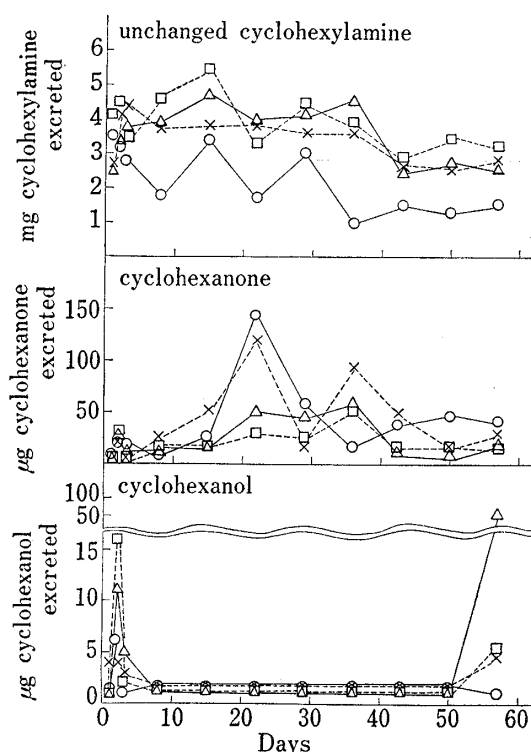 unchanged cyclohexylamine
mg cyclohexylamine
excreted
6
5
4
3
2
1
cyclohexanone
μg cyclohexanone
excreted
150
100
50
cyclohexanol
μg cyclohexanol
excreted
100
50
15
10
5
0
0 10 20 30 40 50 60
Days